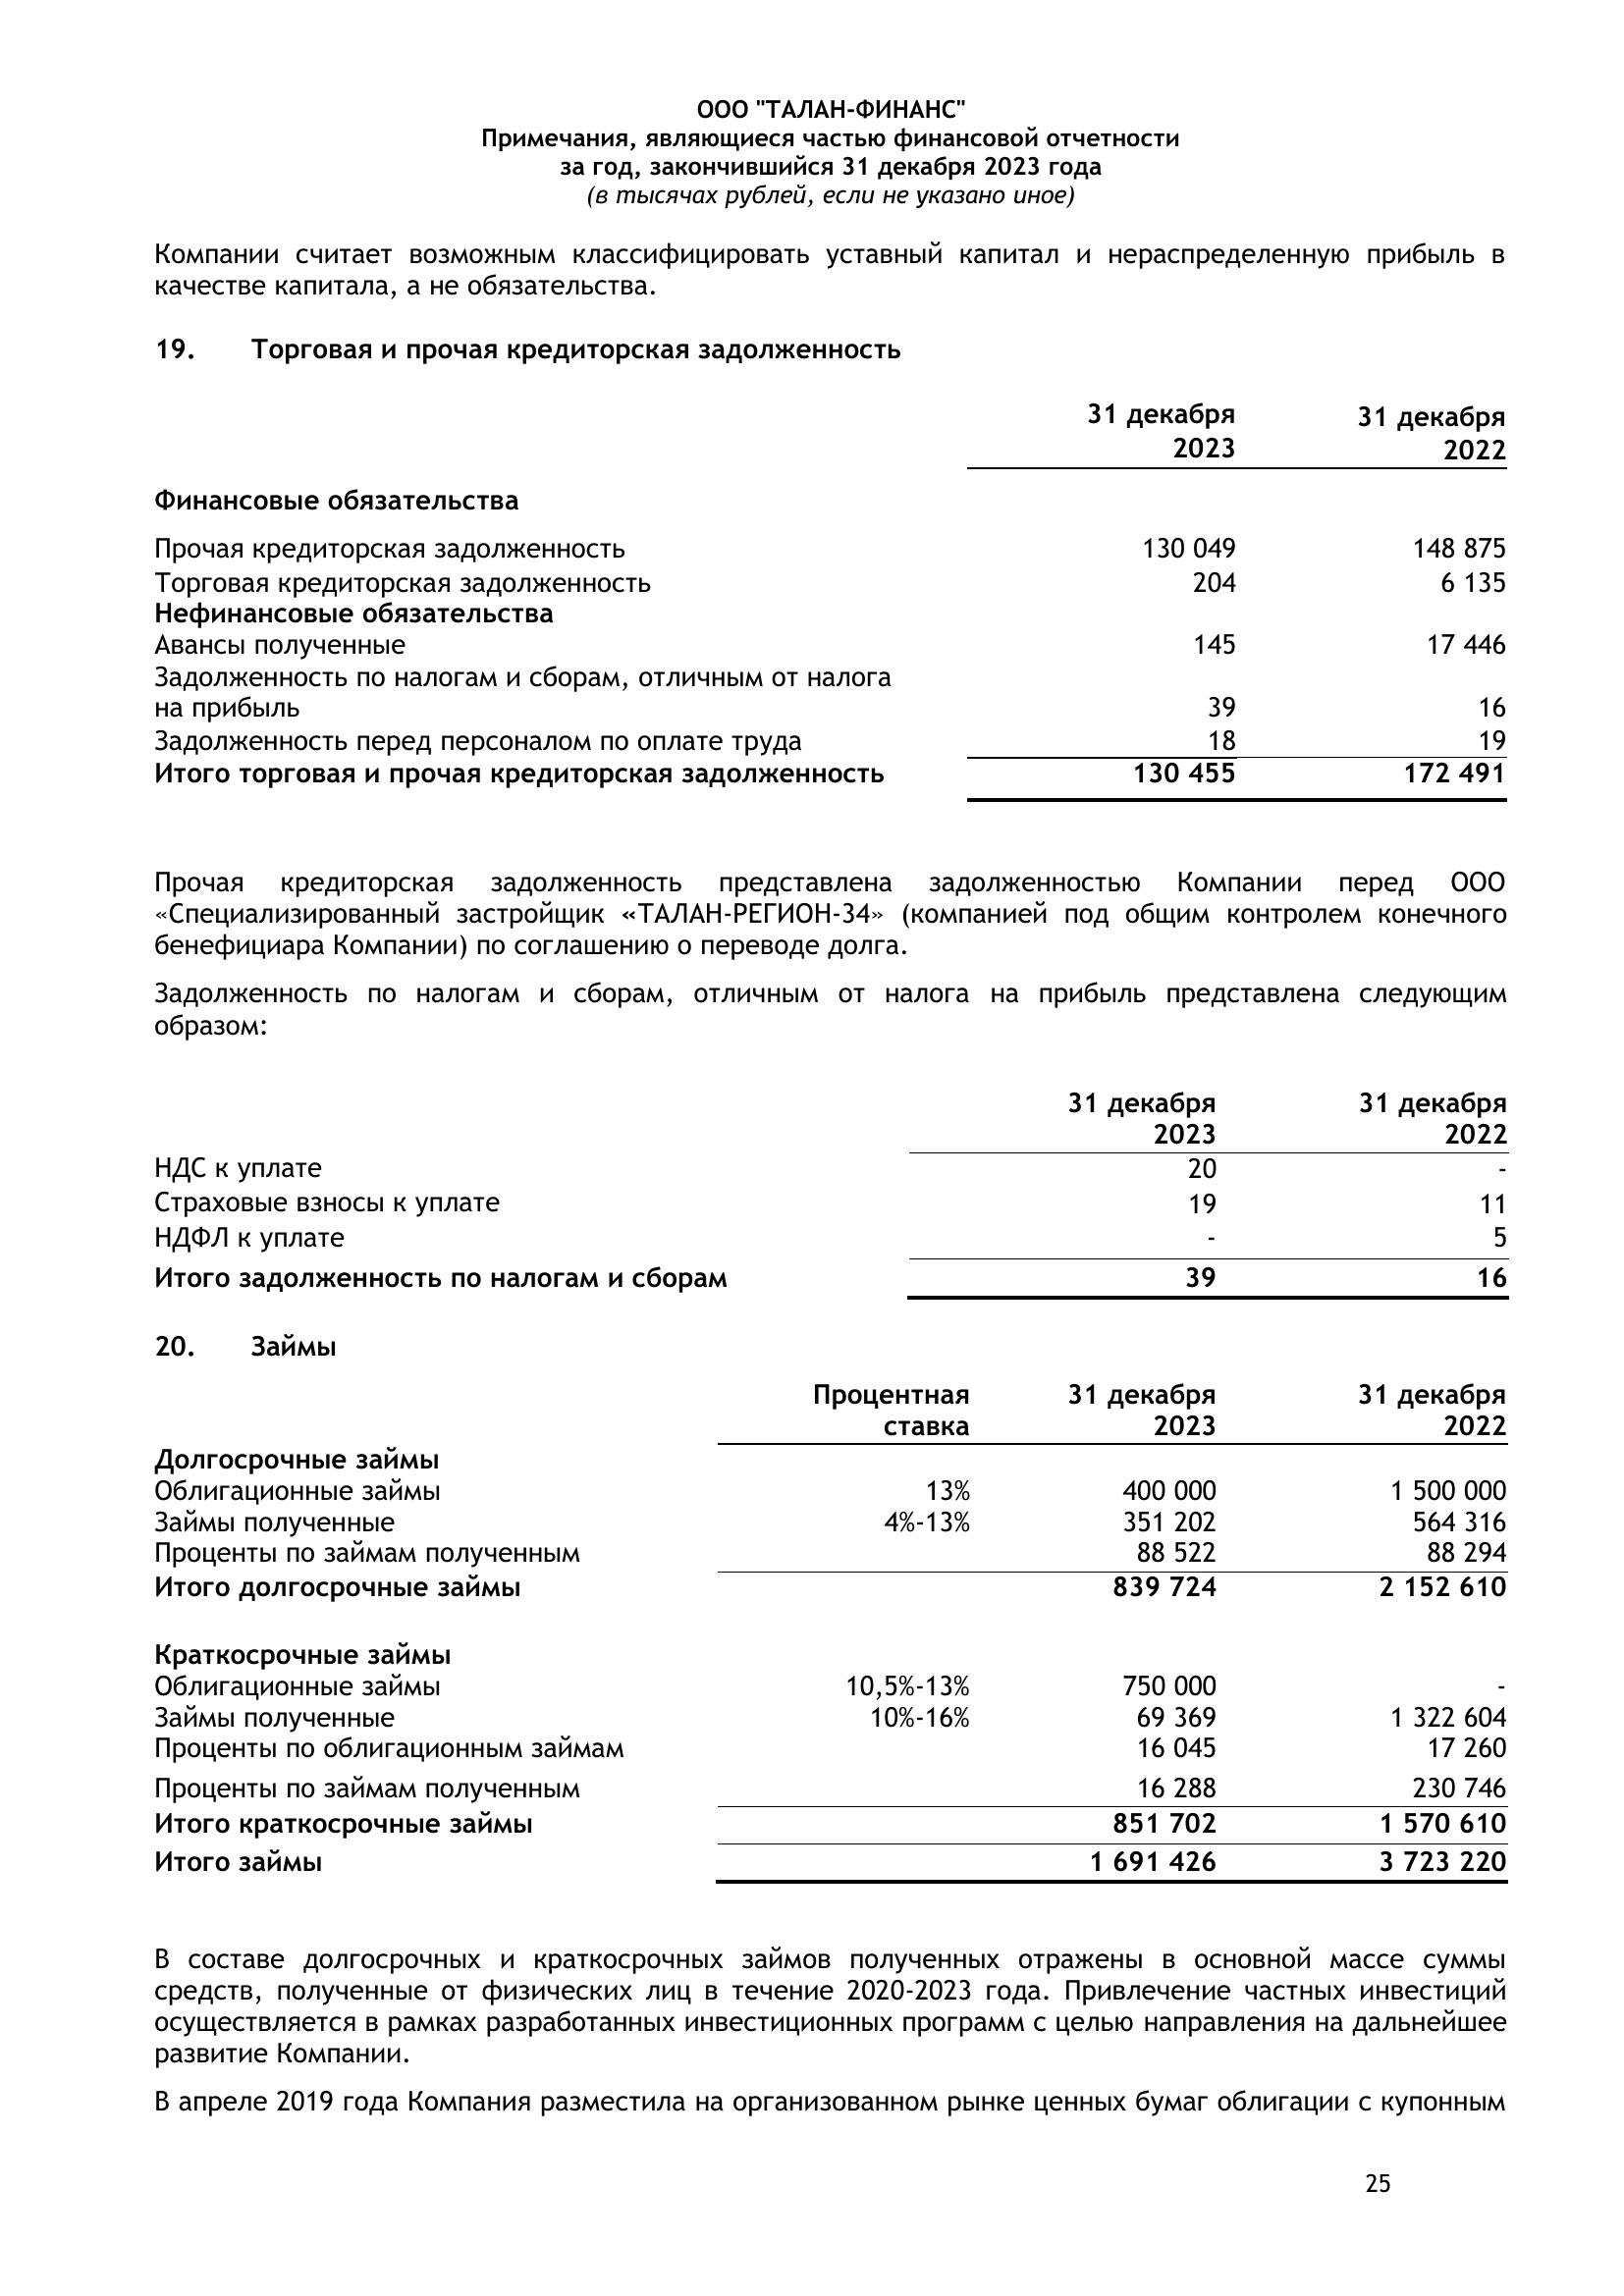 ООО "ТАЛАН-ФИНАНС"
Примечания, являющиеся частью финансовой отчетности
за год, закончившийся 31 декабря 2023 года
(в тысячах рублей, если не указано иное)
Компании считает возможным классифицировать уставный капитал и нераспределенную прибыль в
качестве капитала, а не обязательства.
19. Торговая и прочая кредиторская задолженность
31 декабря 31 декабря
2023 2022
Финансовые обязательства
Прочая кредиторская задолженность 130 049 148 875
Торговая кредиторская задолженность 204 6 135
Нефинансовые обязательства
Авансы полученные 145 17 446
Задолженность по налогам и сборам, отличным от налога
на прибыль 39 16
Задолженность перед персоналом по оплате труда 18 19
Итого торговая и прочая кредиторская задолженность 130 455 172 491
Прочая кредиторская задолженность представлена задолженностью Компании перед ООО
«Специализированный застройщик «ТАЛАН-РЕГИОН-34» (компанией под общим контролем конечного
бенефициара Компании) по соглашению о переводе долга.
Задолженность по налогам и сборам, отличным от налога на прибыль представлена следующим
образом:
31 декабря 31 декабря
2023 2022
НДС к уплате 20 -
Страховые взносы к уплате 19 11
НДФЛ к уплате - 5
Итого задолженность по налогам и сборам 39 16
20. Займы
Процентная 31 декабря 31 декабря
ставка 2023 2022
Долгосрочные займы
Облигационные займы 13% 400 000 1 500 000
Займы полученные 4%-13% 351 202 564 316
Проценты по займам полученным 88 522 88 294
Итого долгосрочные займы 839 724 2 152 610
Краткосрочные займы
Облигационные займы 10,5%-13% 750 000 -
Займы полученные 10%-16% 69 369 1 322 604
Проценты по облигационным займам 16 045 17 260
Проценты по займам полученным 16 288 230 746
Итого краткосрочные займы 851 702 1 570 610
Итого займы 1 691 426 3 723 220
В составе долгосрочных и краткосрочных займов полученных отражены в основной массе суммы
средств, полученные от физических лиц в течение 2020-2023 года. Привлечение частных инвестиций
осуществляется в рамках разработанных инвестиционных программ с целью направления на дальнейшее
развитие Компании.
В апреле 2019 года Компания разместила на организованном рынке ценных бумаг облигации с купонным
25